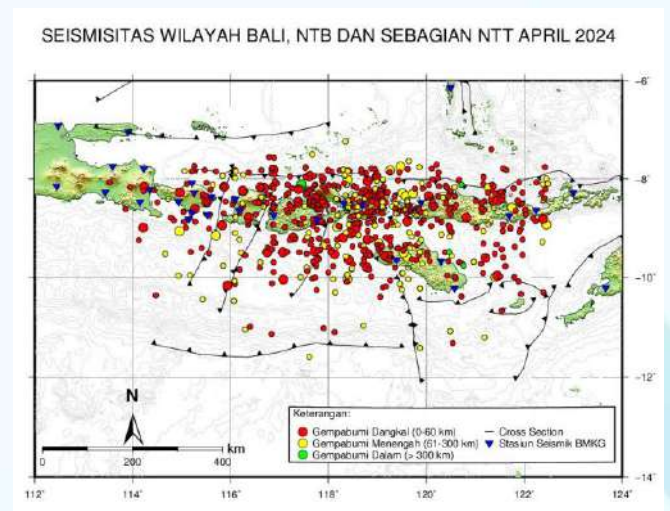 SEISMISITAS WILAYAH BALI, NTB DAN SEBAGIAN NTT APRIL 2024
-6°
-8°
-10°
-12°
-14°
N
km
0 200 400
Keterangan:
Gempabumi Dangkal (0-60 km)
Gempabumi Menengah (61-300 km)
Gempabumi Dalam (> 300 km)
Cross Section
Stasiun Seismik BMKG
112° 114° 116° 118° 120° 122° 124°